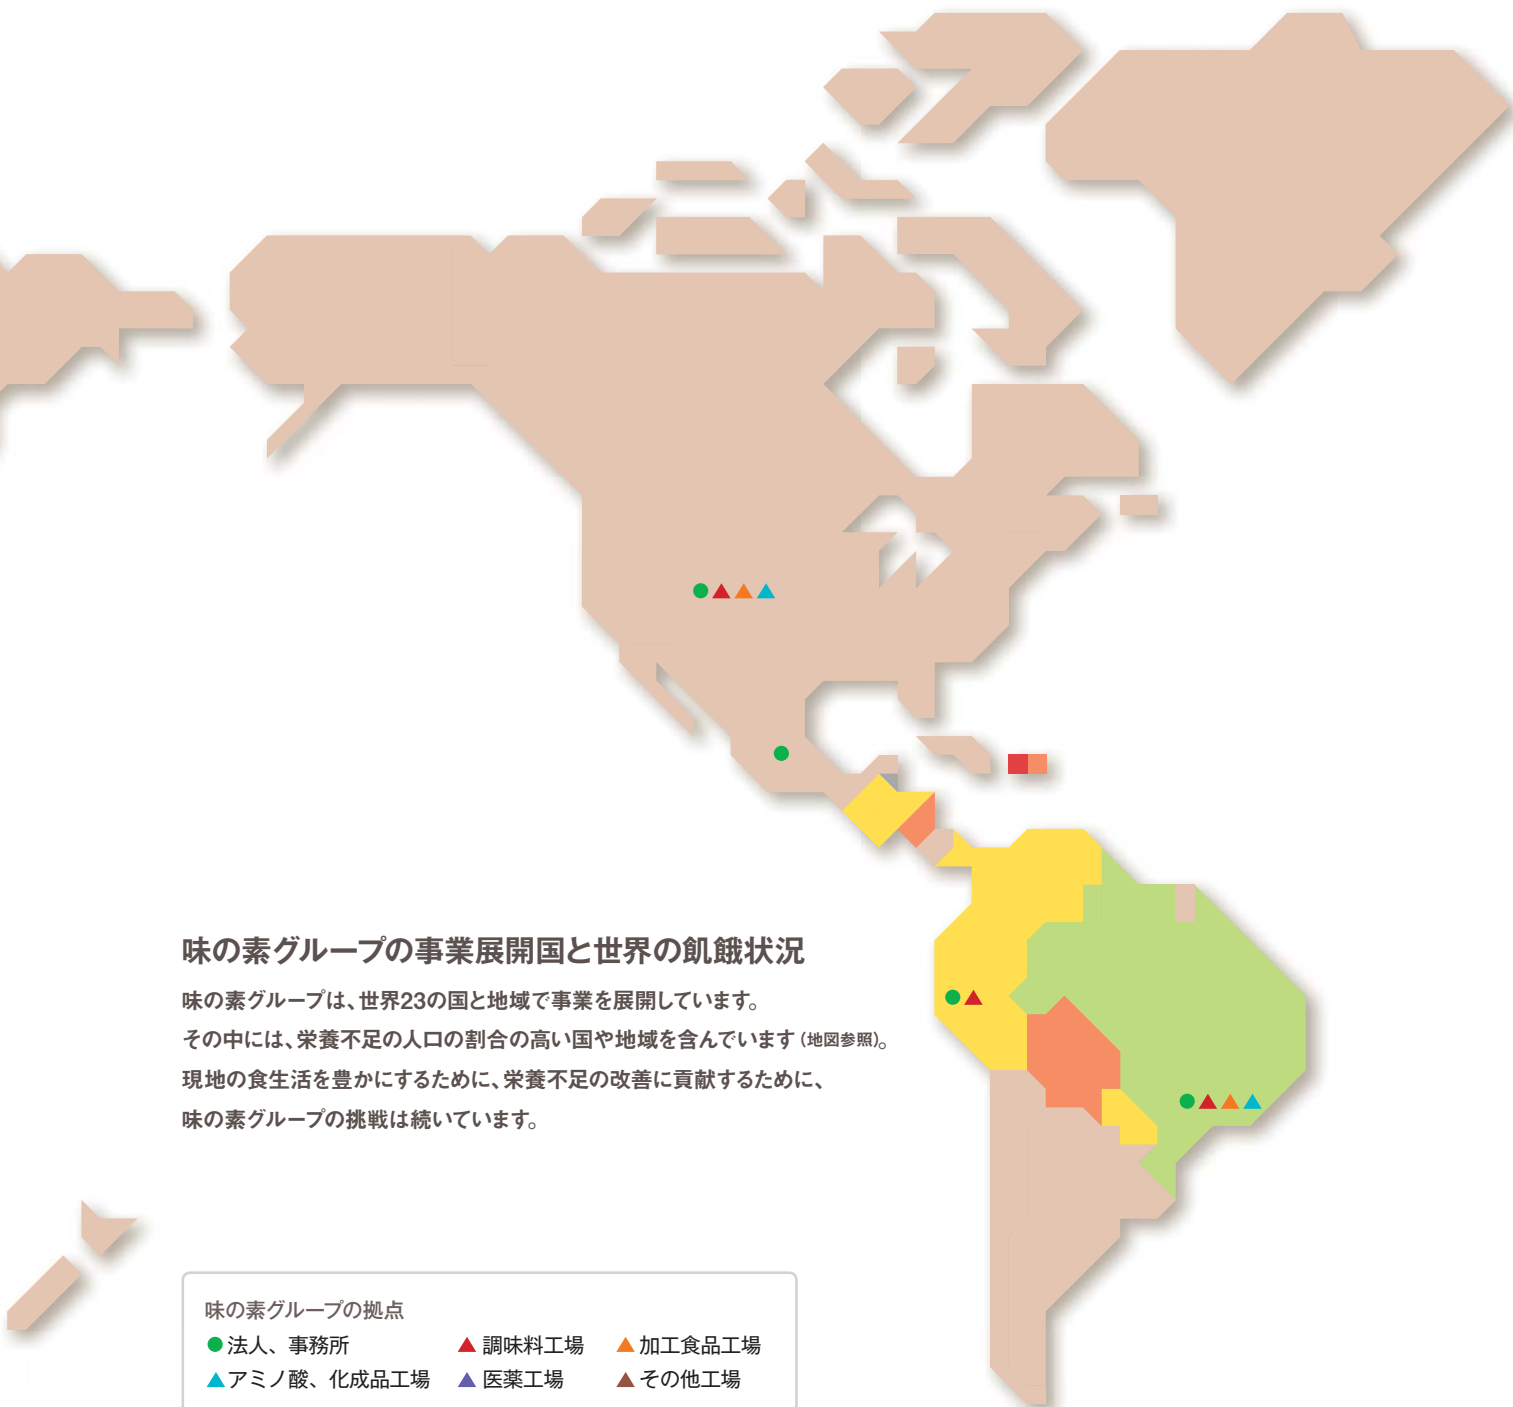 味の素グループの事業展開国と世界の飢餓状況
味の素グループは、世界23の国と地域で事業を展開しています。
その中には、栄養不足の人口の割合の高い国や地域を含んでいます（地図参照）。
現地の食生活を豊かにするために、栄養不足の改善に貢献するために、
味の素グループの挑戦は続いています。
味の素グループの拠点
法人、事務所 調味料工場 加工食品工場
アミノ酸、化成品工場 医薬工場 その他工場